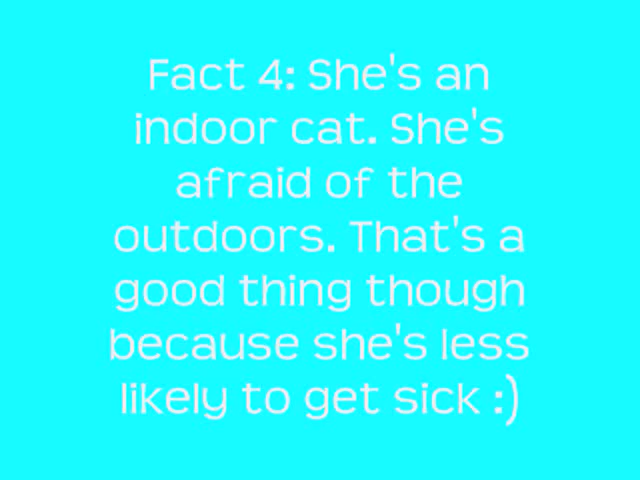 Fact 4: She's an
indoor cat. She's
afraid of the
outdoors. That's a
good thing though
because she's less
likely to get sick :)